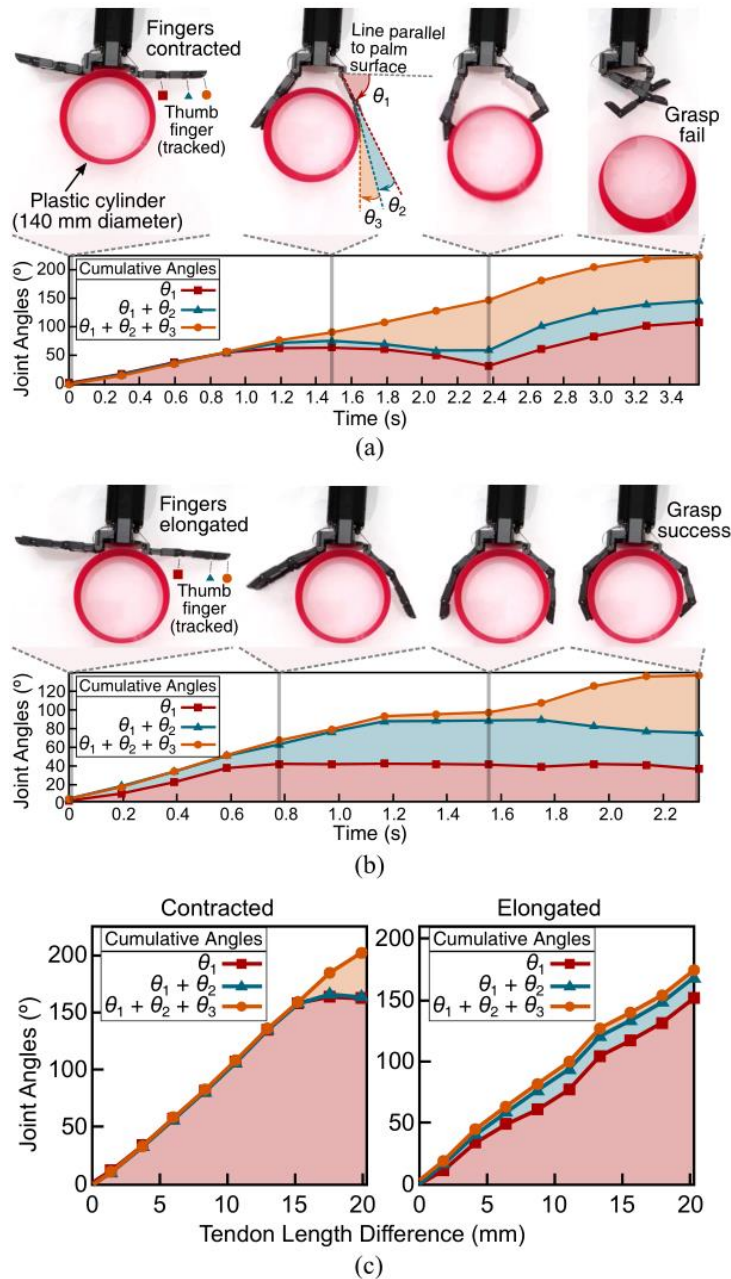 Fingers
contracted
Thumb
finger
(tracked)
Plastic cylinder
(140 mm diameter)
Line parallel
to palm
surface
θ1
θ2
θ3
Grasp
fail
Joint Angles (º)
200
150
100
50
0
Cumulative Angles
θ1
θ1 + θ2
θ1 + θ2 + θ3
0 0.2 0.4 0.6 0.8 1.0 1.2 1.4 1.6 1.8 2.0 2.2 2.4 2.6 2.8 3.0 3.2 3.4
Time (s)
(a)
Fingers
elongated
Thumb
finger
(tracked)
Grasp
success
Joint Angles (º)
120
100
80
60
40
20
0
Cumulative Angles
θ1
θ1 + θ2
θ1 + θ2 + θ3
0 0.2 0.4 0.6 0.8 1.0 1.2 1.4 1.6 1.8 2.0 2.2
Time (s)
(b)
Contracted
Joint Angles (º)
200
150
100
50
0
Cumulative Angles
θ1
θ1 + θ2
θ1 + θ2 + θ3
0 5 10 15 20
Elongated
200
150
100
50
0
Cumulative Angles
θ1
θ1 + θ2
θ1 + θ2 + θ3
0 5 10 15 20
Tendon Length Difference (mm)
(c)